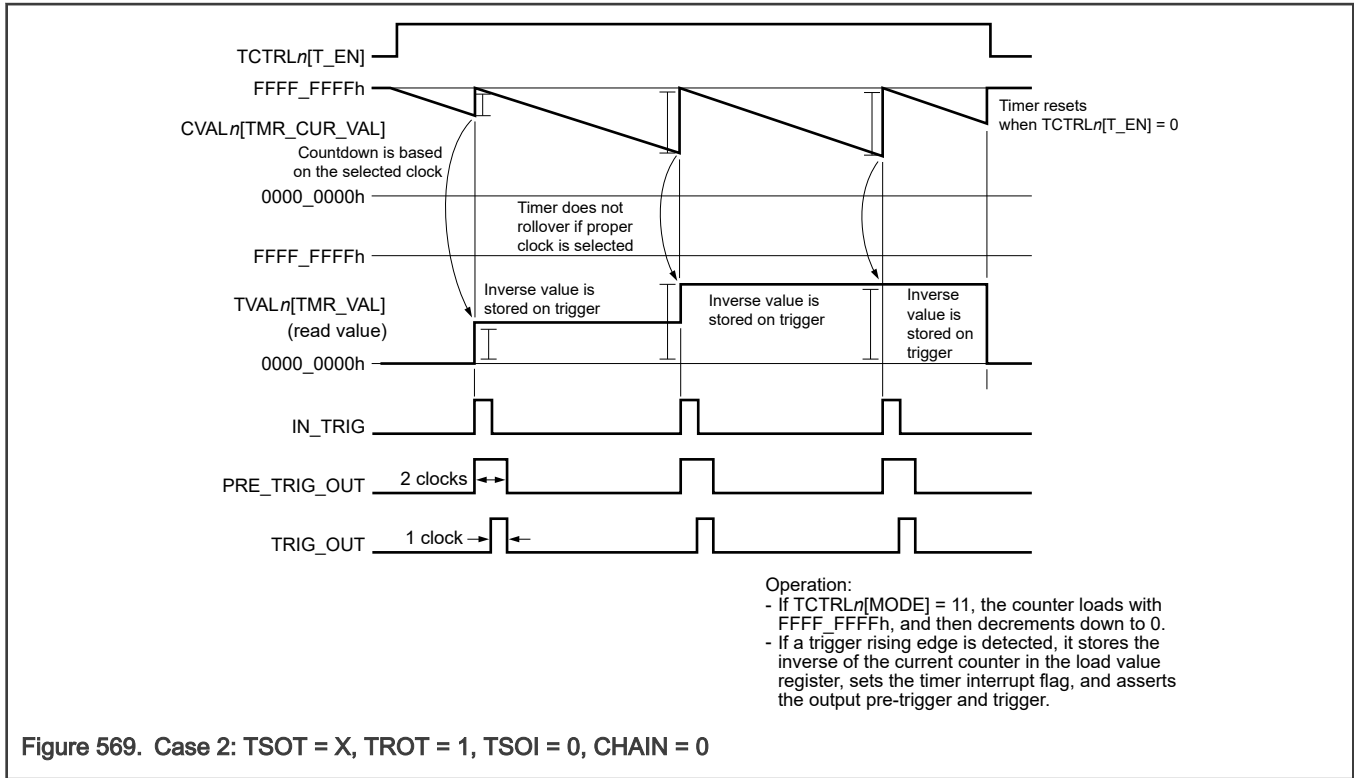 TCTRLn[T_EN]
FFFF_FFFFh
CVALn[TMR_CUR_VAL]
Countdown is based
on the selected clock
0000_0000h
Timer resets
when TCTRLn[T_EN] = 0
Timer does not
rollover if proper
clock is selected
FFFF_FFFFh
TVALn[TMR_VAL]
(read value)
0000_0000h
Inverse value is
stored on trigger
Inverse value is
stored on trigger
Inverse
value is
stored on
trigger
IN_TRIG
PRE_TRIG_OUT
2 clocks
TRIG_OUT
1 clock
Operation:
- If TCTRLn[MODE] = 11, the counter loads with
FFFF_FFFFh, and then decrements down to 0.
- If a trigger rising edge is detected, it stores the
inverse of the current counter in the load value
register, sets the timer interrupt flag, and asserts
the output pre-trigger and trigger.
Figure 569. Case 2: TSOT = X, TROT = 1, TSOI = 0, CHAIN = 0